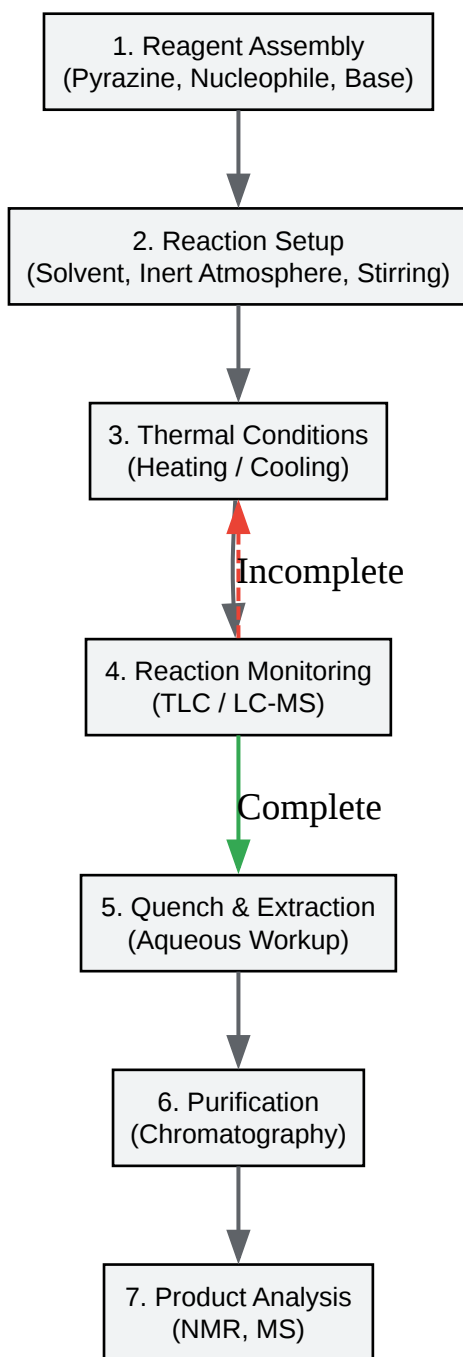 1. Reagent Assembly
(Pyrazine, Nucleophile, Base)
2. Reaction Setup
(Solvent, Inert Atmosphere, Stirring)
3. Thermal Conditions
(Heating / Cooling)
Incomplete
4. Reaction Monitoring
(TLC / LC-MS)
Complete
5. Quench & Extraction
(Aqueous Workup)
6. Purification
(Chromatography)
7. Product Analysis
(NMR, MS)